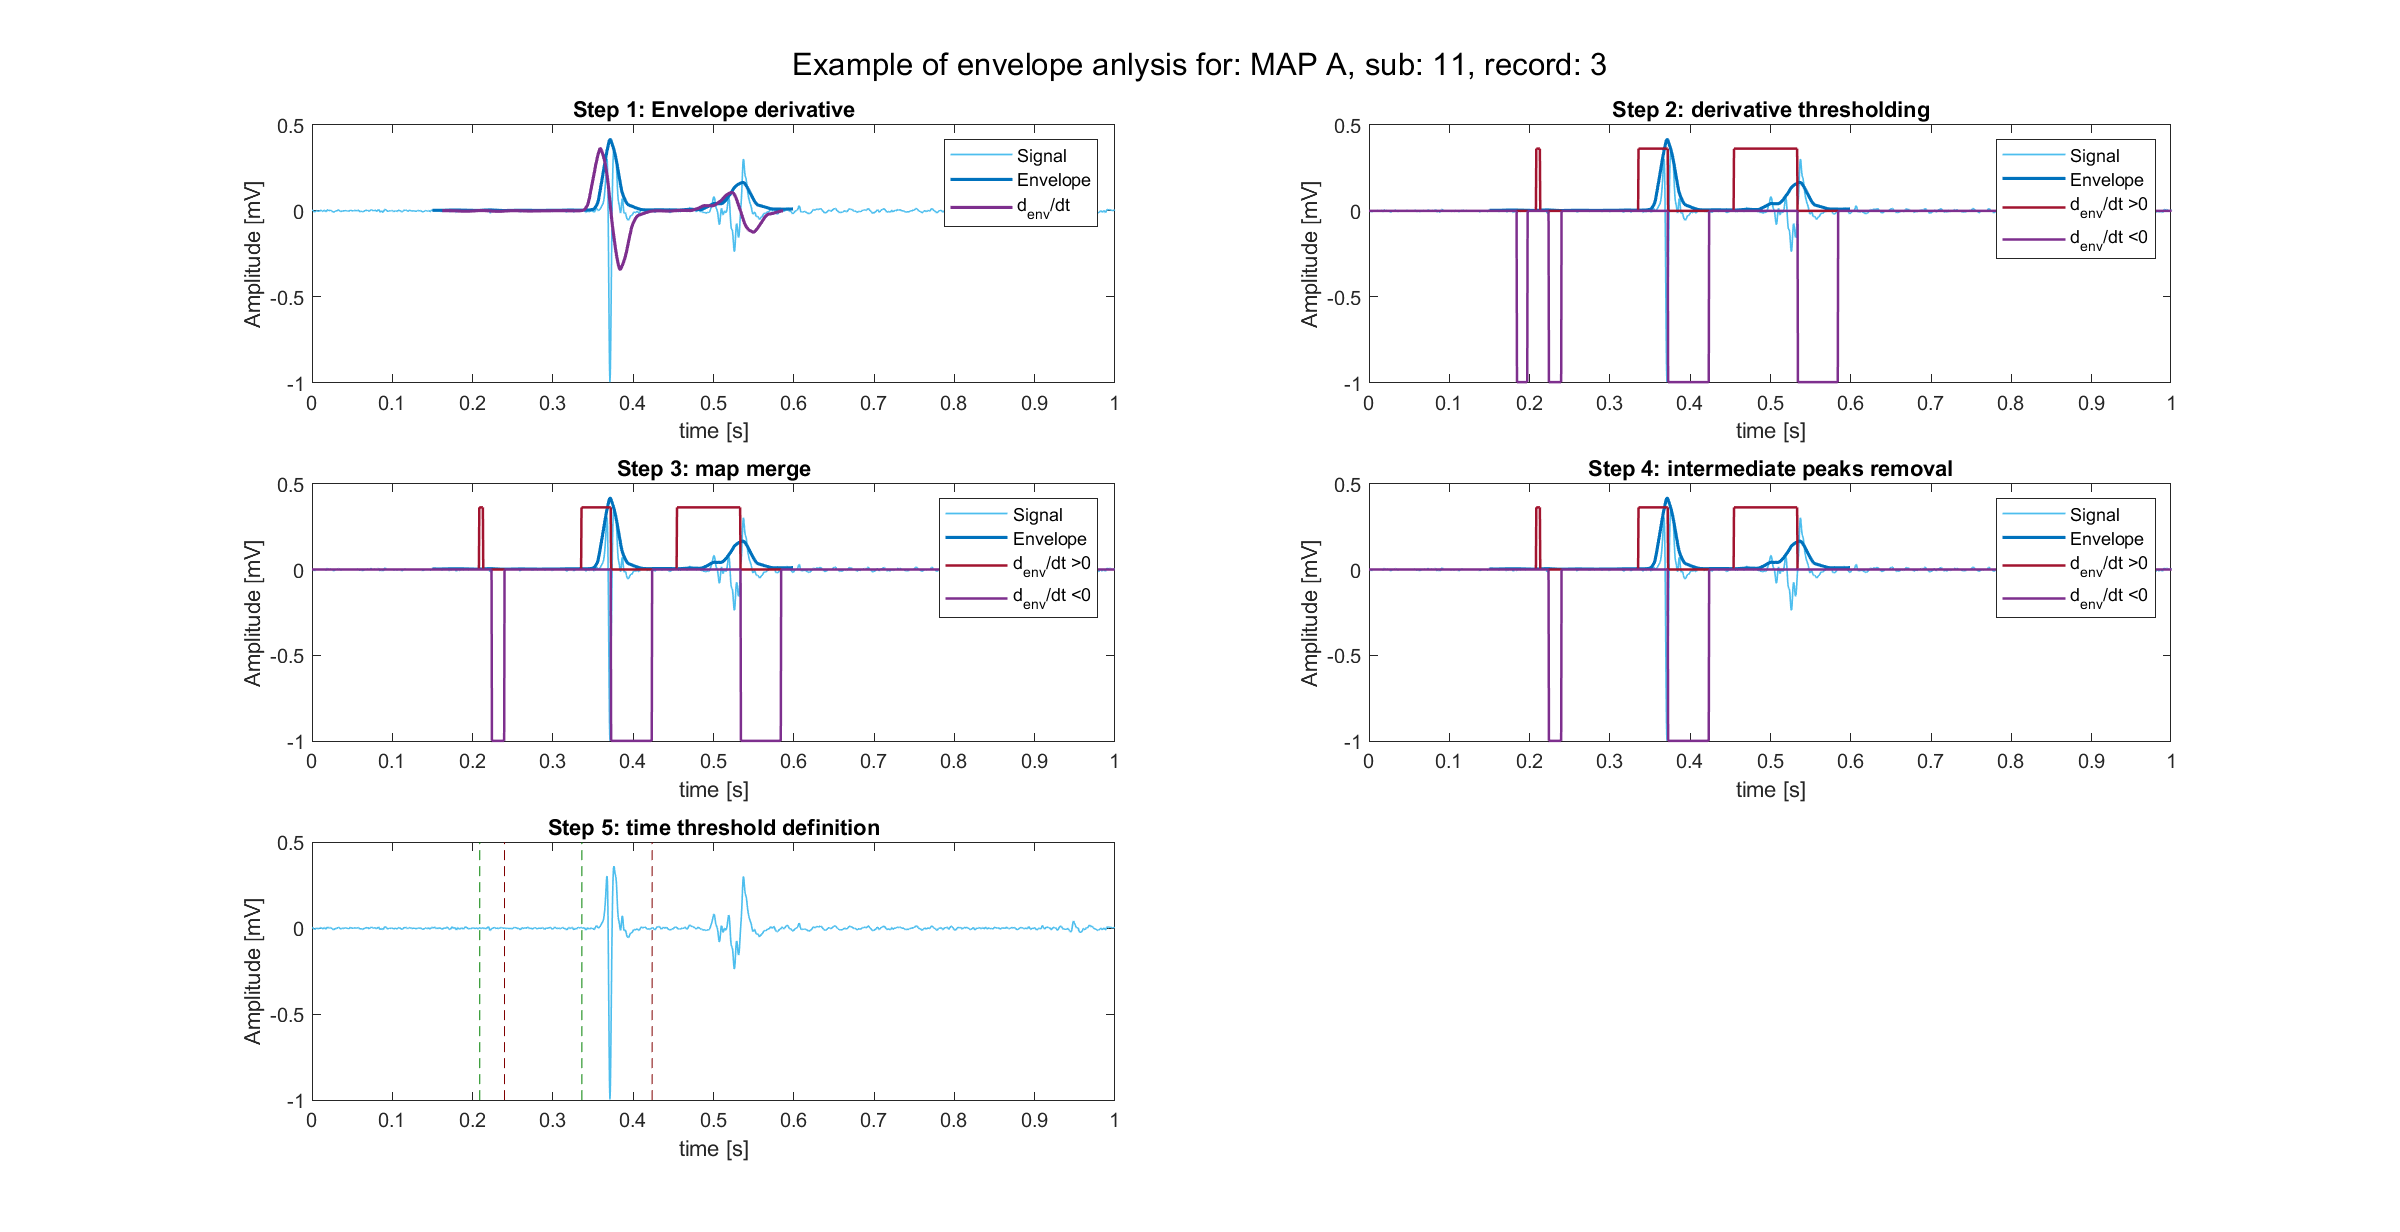 Example of envelope anlysis for: MAP A, sub: 11, record: 3
Step 1: Envelope derivative
0.5
0
-0.5
-1
Amplitude [mV]
Signal
Envelope
d_env/dt
0 0.1 0.2 0.3 0.4 0.5 0.6 0.7 0.8 0.9 1
time [s]
Step 2: derivative thresholding
0.5
0
-0.5
-1
Amplitude [mV]
Signal
Envelope
d_env/dt >0
d_env/dt <0
0 0.1 0.2 0.3 0.4 0.5 0.6 0.7 0.8 0.9 1
time [s]
Step 3: map merge
0.5
0
-0.5
-1
Amplitude [mV]
Signal
Envelope
d_env/dt >0
d_env/dt <0
0 0.1 0.2 0.3 0.4 0.5 0.6 0.7 0.8 0.9 1
time [s]
Step 4: intermediate peaks removal
0.5
0
-0.5
-1
Amplitude [mV]
Signal
Envelope
d_env/dt >0
d_env/dt <0
0 0.1 0.2 0.3 0.4 0.5 0.6 0.7 0.8 0.9 1
time [s]
Step 5: time threshold definition
0.5
0
-0.5
-1
Amplitude [mV]
0 0.1 0.2 0.3 0.4 0.5 0.6 0.7 0.8 0.9 1
time [s]